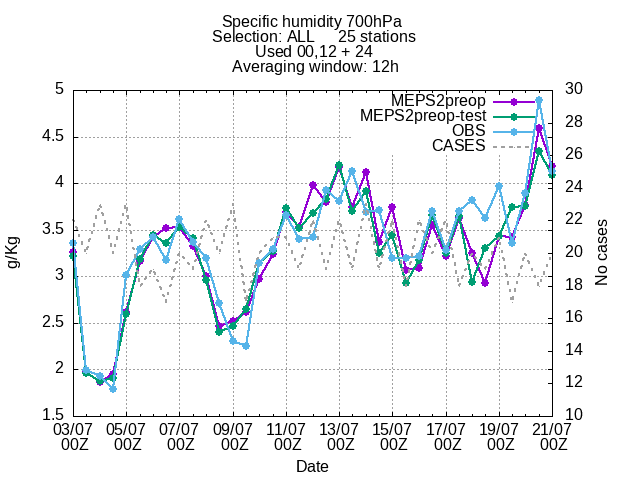 Specific humidity 700hPa
Selection: ALL 25 stations
Used 00,12 + 24
Averaging window: 12h
MEPS2preop
MEPS2preop-test
OBS
CASES
5
4.5
4
3.5
3
2.5
2
1.5
g/Kg
30
28
26
24
22
20
18
16
14
12
10
No cases
03/07 05/07 07/07 09/07 11/07 13/07 15/07 17/07 19/07 21/07
00Z 00Z 00Z 00Z 00Z 00Z 00Z 00Z 00Z 00Z
Date